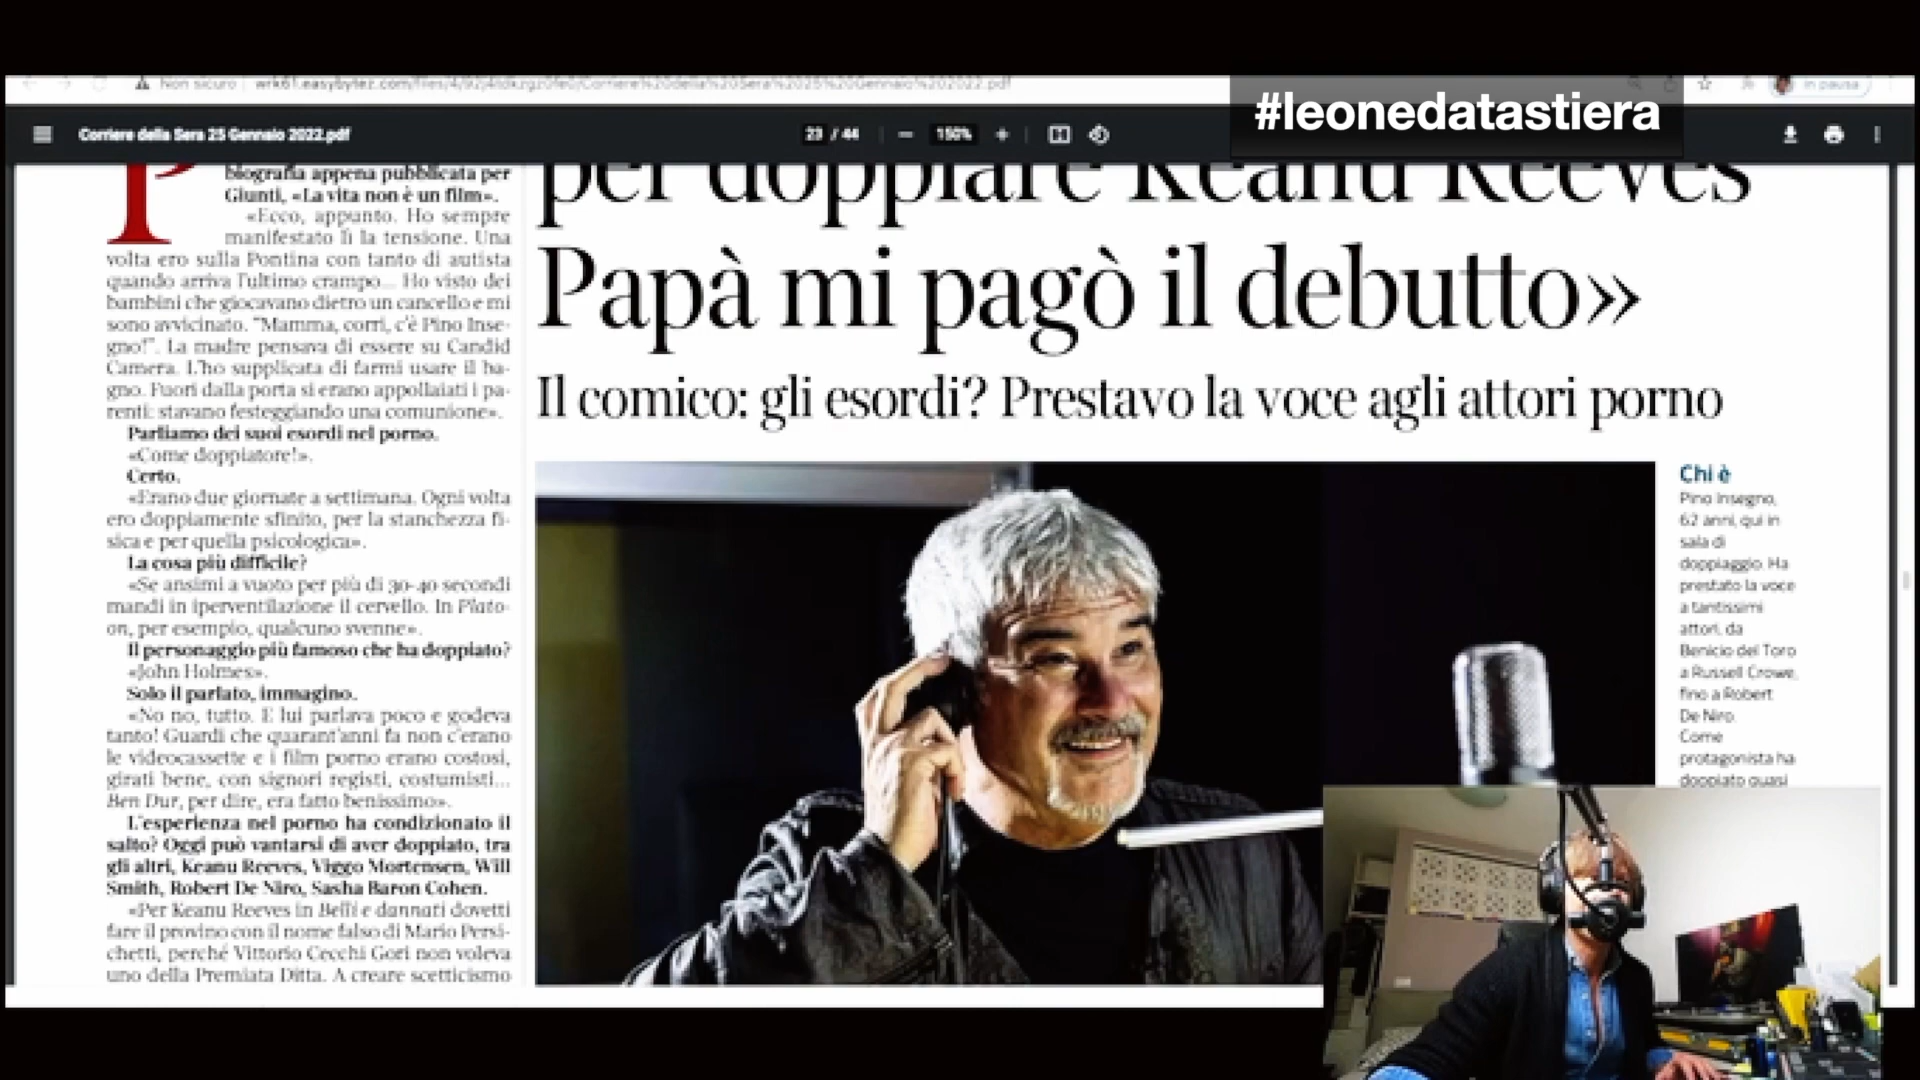 Non sicuro
#leonedatastiera
Corriere della Sera 25 Gennaio 2022.pdf
23 / 44
150%
In pausa
P
biografia appena pubblicata per
Giunti, «La vita non è un film».
«Ecco, appunto. Ho sempre
manifestato lì la tensione. Una
volta ero sulla Pontina con tanto di autista
quando arriva l'ultimo crampo... Ho visto dei
bambini che giocavano dietro un cancello e mi
sono avvicinato. "Mamma, corri, c'è Pino Inse-
gno!". La madre pensava di essere su Candid
Camera. L'ho supplicata di farmi usare il ba-
gno. Fuori dalla porta si erano appollaiati i pa-
renti: stavano festeggiando una comunione».
Parliamo dei suoi esordi nel porno.
«Come doppiatore!».
Certo.
«Erano due giornate a settimana. Ogni volta
ero doppiamente sfinito, per la stanchezza fi-
sica e per quella psicologica».
La cosa più difficile?
«Se ansimi a vuoto per più di 30-40 secondi
mandi in iperventilazione il cervello. In Plato-
on, per esempio, qualcuno svenne».
Il personaggio più famoso che ha doppiato?
«John Holmes».
Solo il parlato, immagino.
«No no, tutto. E lui parlava poco e godeva
tanto! Guardi che quarant'anni fa non c'erano
le videocassette e i film porno erano costosi,
girati bene, con signori registi, costumisti...
Ben Dur, per dire, era fatto benissimo».
L'esperienza nel porno ha condizionato il
salto? Oggi può vantarsi di aver doppiato, tra
gli altri, Keanu Reeves, Viggo Mortensen, Will
Smith, Robert De Niro, Sasha Baron Cohen.
«Per Keanu Reeves in Belli e dannati dovetti
fare il provino con il nome falso di Mario Persi-
chetti, perché Vittorio Cecchi Gori non voleva
uno della Premiata Ditta. A creare scetticismo
per doppiare Keanu Reeves
Papà mi pagò il debutto»
Il comico: gli esordi? Prestavo la voce agli attori porno
Chi è
Pino Insegno,
62 anni, qui in
sala di
doppiaggio. Ha
prestato la voce
a tantissimi
attori, da
Benicio del Toro
a Russell Crowe,
fino a Robert
De Niro.
Come
protagonista ha
doppiato quasi